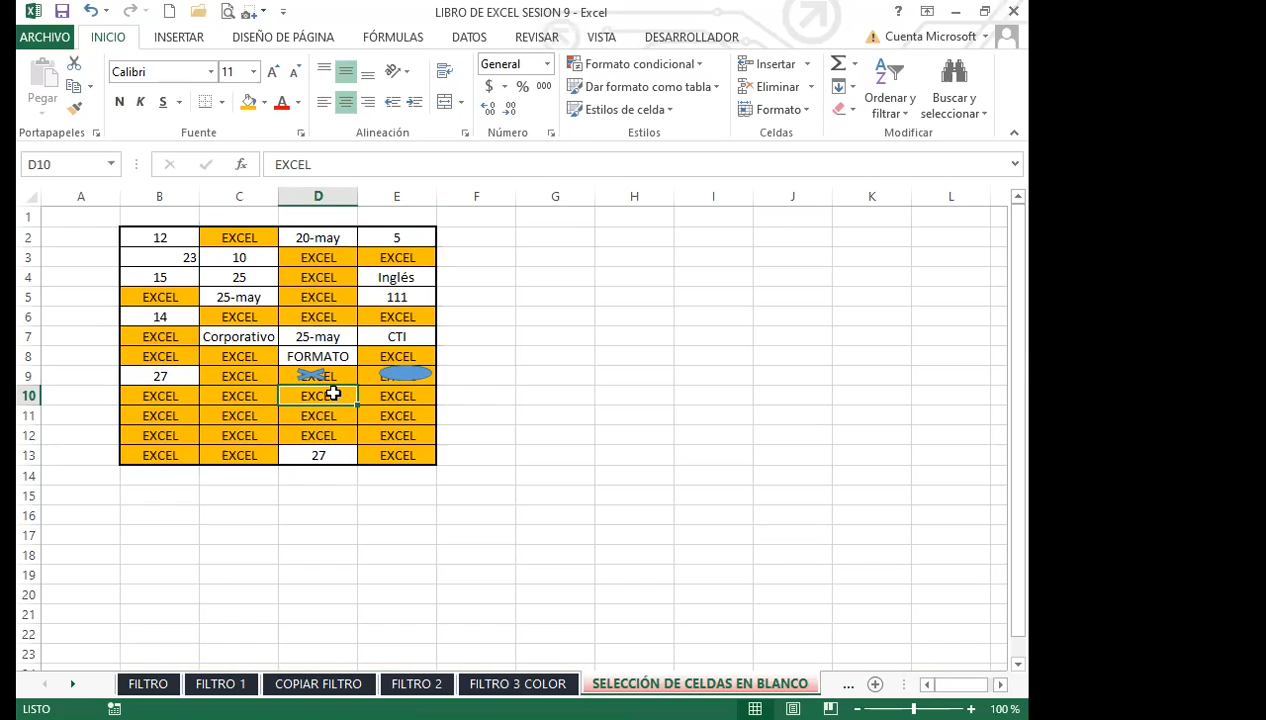 LIBRO DE EXCEL SESION 9 - Excel
ARCHIVO INICIO INSERTAR DISEÑO DE PÁGINA FÓRMULAS DATOS REVISAR VISTA DESARROLLADOR Cuenta Microsoft
Pegar
Portapapeles
Calibri 11
N K S
Fuente
Alineación
General
$ % 000
Número
Formato condicional
Dar formato como tabla
Estilos de celda
Estilos
Insertar
Eliminar
Formato
Celdas
Ordenar y filtrar
Buscar y seleccionar
Modificar
D10 fx EXCEL
A B C D E F G H I J K L
1
2 12 EXCEL 20-may 5
3 23 10 EXCEL EXCEL
4 15 25 EXCEL Inglés
5 EXCEL 25-may EXCEL 111
6 14 EXCEL EXCEL EXCEL
7 EXCEL Corporativo 25-may CTI
8 EXCEL EXCEL FORMATO EXCEL
9 27 EXCEL EXCEL
10 EXCEL EXCEL EXCEL EXCEL
11 EXCEL EXCEL EXCEL EXCEL
12 EXCEL EXCEL EXCEL EXCEL
13 EXCEL EXCEL 27 EXCEL
14
15
16
17
18
19
20
21
22
23
FILTRO FILTRO 1 COPIAR FILTRO FILTRO 2 FILTRO 3 COLOR SELECCIÓN DE CELDAS EN BLANCO ...
LISTO 100 %